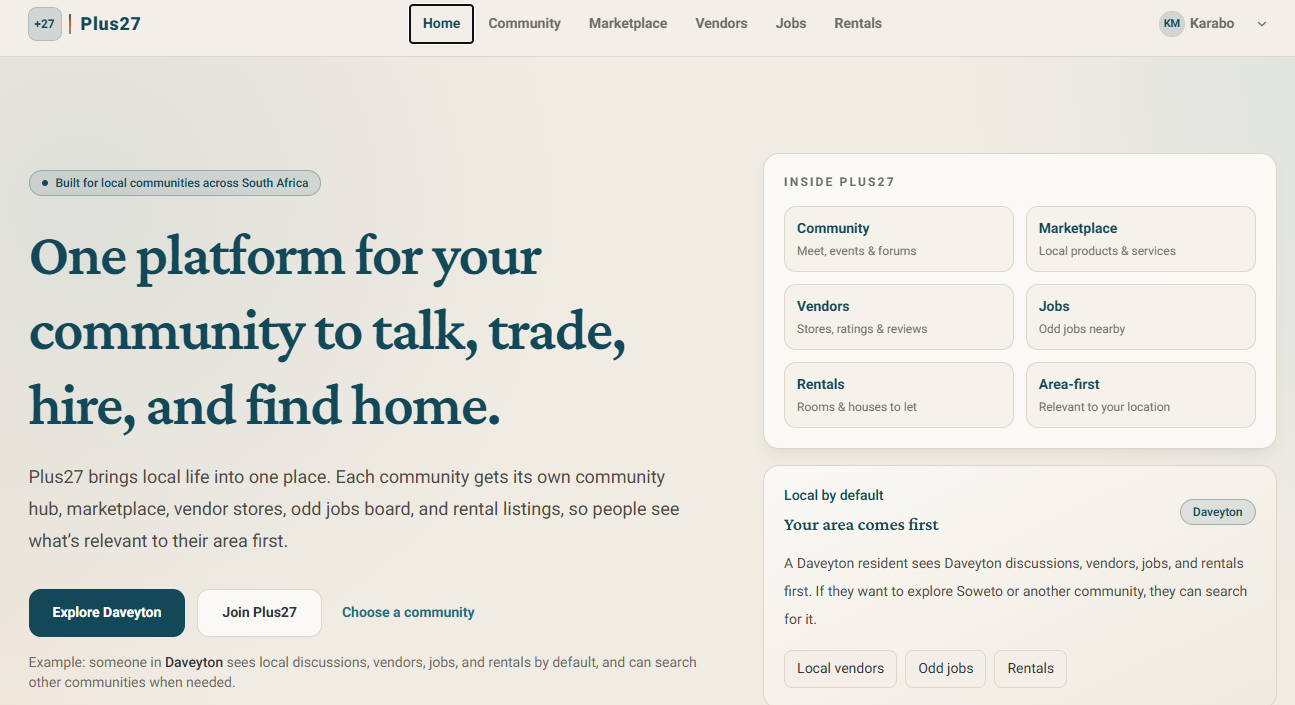 +27 Plus27
Home Community Marketplace Vendors Jobs Rentals
KM Karabo
Built for local communities across South Africa
One platform for your
community to talk, trade,
hire, and find home.
Plus27 brings local life into one place. Each community gets its own community
hub, marketplace, vendor stores, odd jobs board, and rental listings, so people see
what’s relevant to their area first.
Explore Daveyton
Join Plus27
Choose a community
Example: someone in Daveyton sees local discussions, vendors, jobs, and rentals by default, and can search
other communities when needed.
INSIDE PLUS27
Community
Meet, events & forums
Marketplace
Local products & services
Vendors
Stores, ratings & reviews
Jobs
Odd jobs nearby
Rentals
Rooms & houses to let
Area-first
Relevant to your location
Local by default
Your area comes first
Daveyton
A Daveyton resident sees Daveyton discussions, vendors, jobs, and rentals
first. If they want to explore Soweto or another community, they can search
for it.
Local vendors
Odd jobs
Rentals